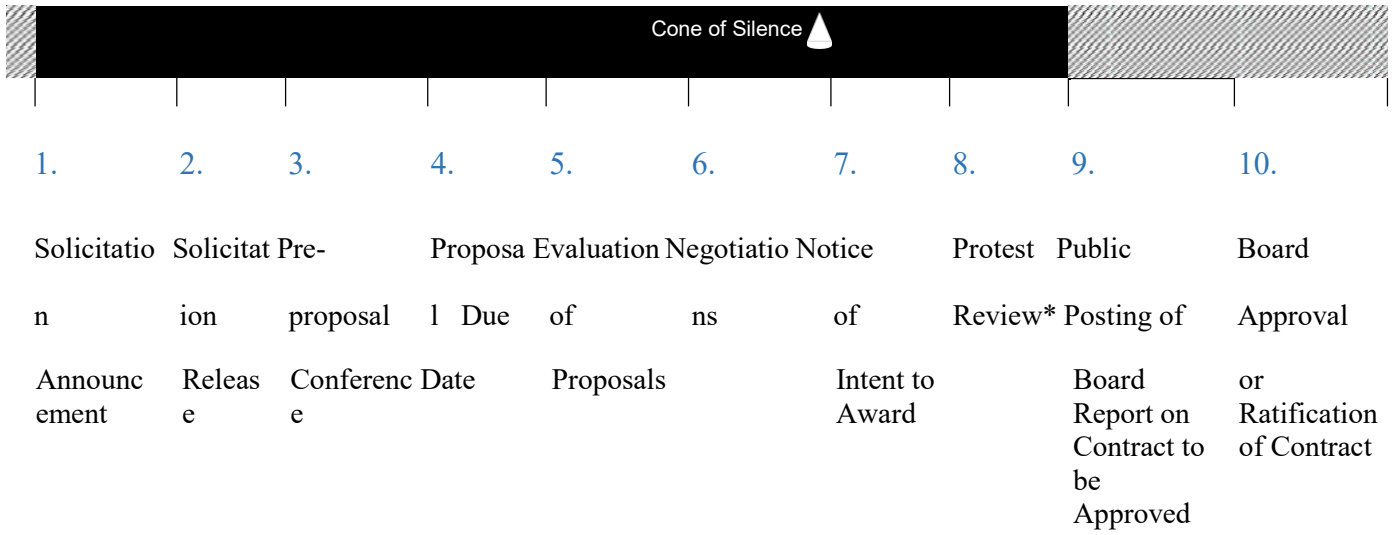 Cone of Silence
1. 2. 3. 4. 5. 6. 7. 8. 9. 10.
Solicitatio Solicitat Pre- Proposa Evaluation Negotiatio Notice Protest Public Board
n ion proposal l Due of ns of Review* Posting of Approval
Announc Releas Conferenc Date Proposals Intent to Board or
ement e e Award Report on Ratification
Contract to of Contract
be
Approved